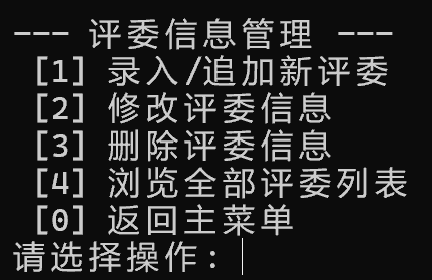 --- 评委信息管理 ---
[1] 录入/追加新评委
[2] 修改评委信息
[3] 删除评委信息
[4] 浏览全部评委列表
[0] 返回主菜单
请选择操作: